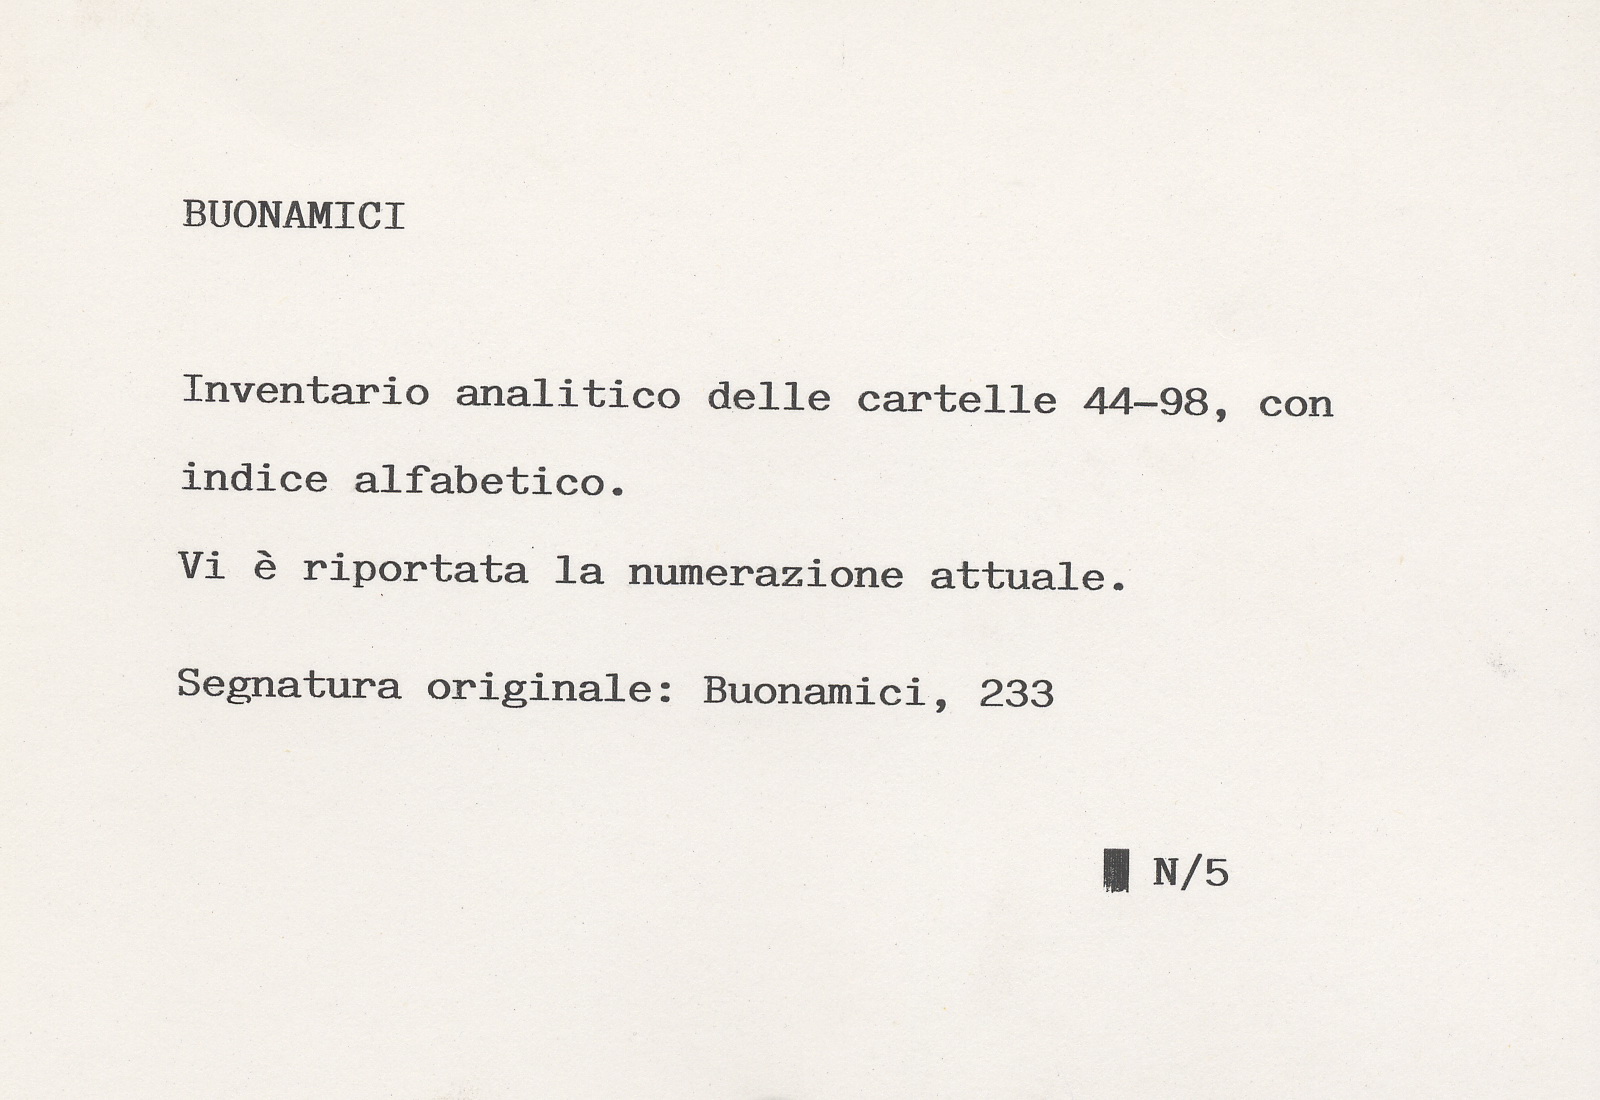 BUONAMICI
Inventario analitico delle cartelle 44-98, con
indice alfabetico.
Vi è riportata la numerazione attuale.
Segnatura originale: Buonamici, 233
N/5